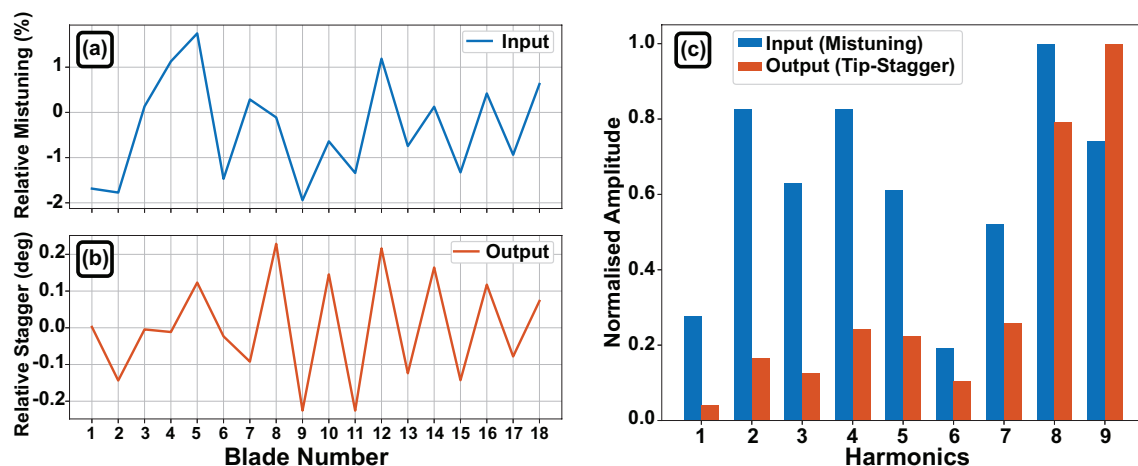 (a)
Input
Relative Mistuning (%)
1
0
-1
-2
(b)
Output
Relative Stagger (deg)
0.2
0.1
0.0
-0.1
-0.2
1 2 3 4 5 6 7 8 9 10 11 12 13 14 15 16 17 18
Blade Number
(c)
Input (Mistuning)
Output (Tip-Stagger)
Normalised Amplitude
1.0
0.8
0.6
0.4
0.2
0.0
1 2 3 4 5 6 7 8 9
Harmonics